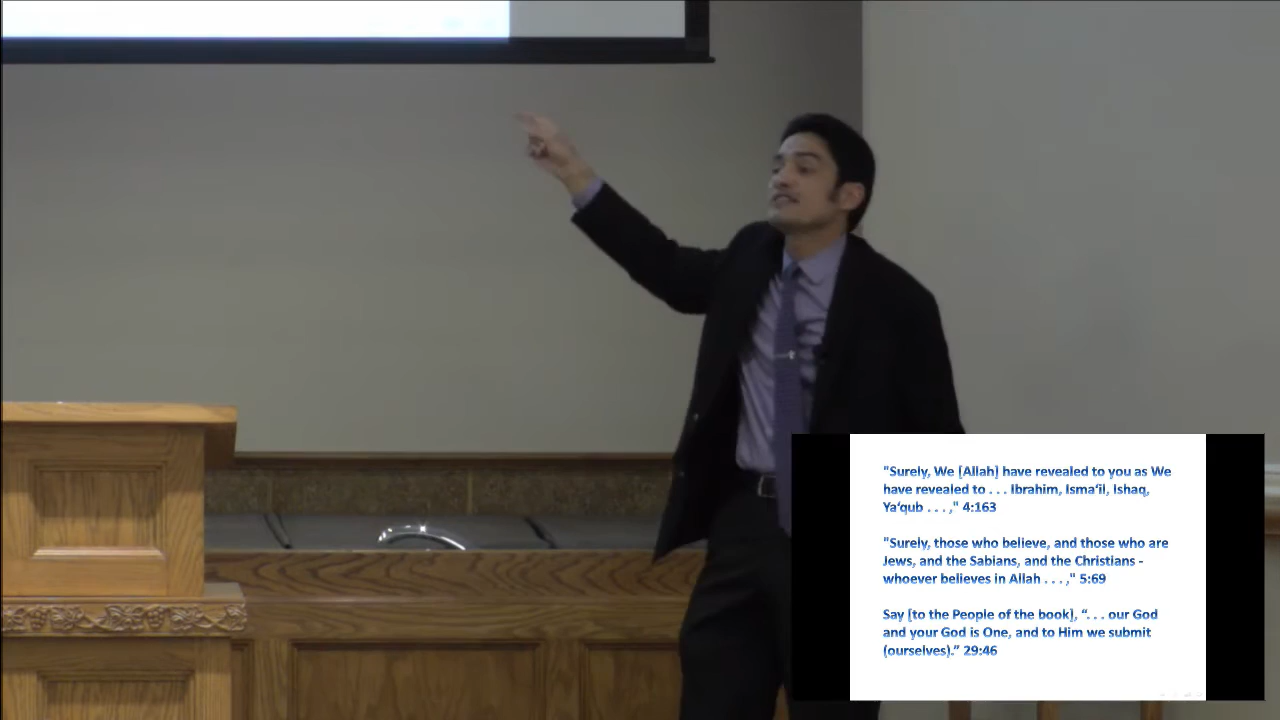 "Surely, We [Allah] have revealed to you as We
have revealed to . . . Ibrahim, Isma‘il, Ishaq,
Ya‘qub . . . ," 4:163
"Surely, those who believe, and those who are
Jews, and the Sabians, and the Christians -
whoever believes in Allah . . . ," 5:69
Say [to the People of the book], “. . . our God
and your God is One, and to Him we submit
(ourselves).” 29:46